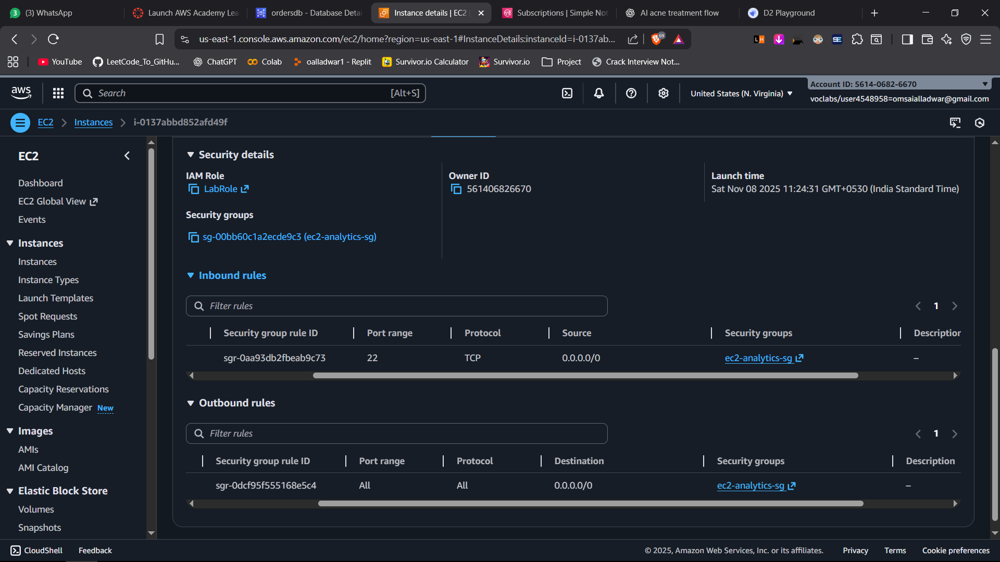 3 (3) WhatsApp
Launch AWS Academy Lea
ordersdb - Database Detai
Instance details | EC2 |
Subscriptions | Simple Not
AI acne treatment flow
D2 Playground
us-east-1.console.aws.amazon.com/ec2/home?region=us-east-1#InstanceDetails:instanceId=i-0137ab...
69
LH
SE
YouTube
LeetCode_To_GitHu...
ChatGPT
Colab
oalladwar1 - Replit
Survivor.io Calculator
Survivor.io
Project
Crack Interview Not...
aws
Search [Alt+S]
United States (N. Virginia)
Account ID: 5614-0682-6670
voclabs/user4548958=omsaialladwar@gmail.com
EC2 Instances i-0137abbd852afd49f
EC2
Dashboard
EC2 Global View
Events
Instances
Instances
Instance Types
Launch Templates
Spot Requests
Savings Plans
Reserved Instances
Dedicated Hosts
Capacity Reservations
Capacity Manager New
Images
AMIs
AMI Catalog
Elastic Block Store
Volumes
Snapshots
Security details
IAM Role
LabRole
Owner ID
561406826670
Launch time
Sat Nov 08 2025 11:24:31 GMT+0530 (India Standard Time)
Security groups
sg-00bb60c1a2ecde9c3 (ec2-analytics-sg)
Inbound rules
Filter rules
1
Security group rule ID Port range Protocol Source Security groups Description
sgr-0aa93db2fbeab9c73 22 TCP 0.0.0.0/0 ec2-analytics-sg –
Outbound rules
Filter rules
1
Security group rule ID Port range Protocol Destination Security groups Description
sgr-0dcf95f555168e5c4 All All 0.0.0.0/0 ec2-analytics-sg –
CloudShell Feedback
© 2025, Amazon Web Services, Inc. or its affiliates. Privacy Terms Cookie preferences